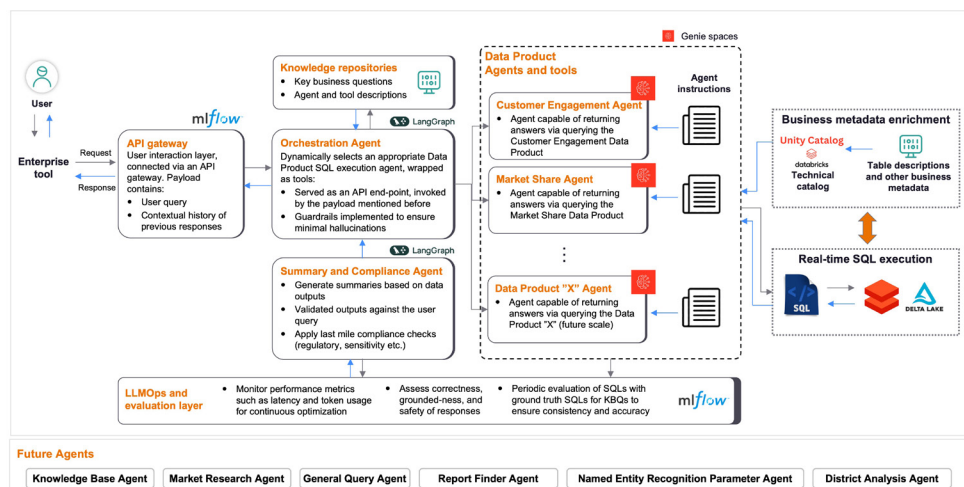 Genie spaces
User
Enterprise
tool
Request
Response
mlflow
API gateway
User interaction layer,
connected via an API
gateway. Payload
contains:
• User query
• Contextual history of
previous responses
Knowledge repositories
• Key business questions
• Agent and tool descriptions
LangGraph
Orchestration Agent
Dynamically selects an appropriate Data
Product SQL execution agent, wrapped
as tools:
• Served as an API end-point, invoked
by the payload mentioned before
• Guardrails implemented to ensure
minimal hallucinations
LangGraph
Summary and Compliance Agent
• Generate summaries based on data
outputs
• Validated outputs against the user
query
• Apply last mile compliance checks
(regulatory, sensitivity etc.)
Data Product
Agents and tools
Agent
instructions
Customer Engagement Agent
• Agent capable of returning
answers via querying the
Customer Engagement Data
Product
Market Share Agent
• Agent capable of returning
answers via querying the
Market Share Data Product
Data Product "X" Agent
• Agent capable of returning
answers via querying the Data
Product "X" (future scale)
Business metadata enrichment
Unity Catalog
databricks
Technical
catalog
Table descriptions
and other business
metadata
Real-time SQL execution
SQL
DELTA LAKE
LLMOps and
evaluation layer
• Monitor performance metrics
such as latency and token usage
for continuous optimization
• Assess correctness,
grounded-ness, and
safety of responses
• Periodic evaluation of SQLs with
ground truth SQLs for KBQs to
ensure consistency and accuracy
mlflow
Future Agents
Knowledge Base Agent
Market Research Agent
General Query Agent
Report Finder Agent
Named Entity Recognition Parameter Agent
District Analysis Agent